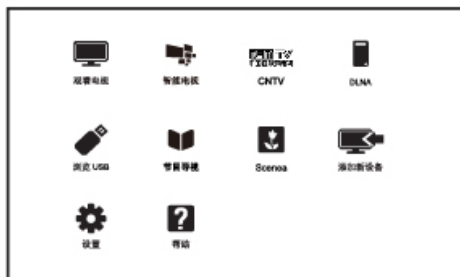 观看电视
智能电视
CNTV
DLNA
浏览 USB
节目导视
Scenea
添加新设备
设置
帮助
?